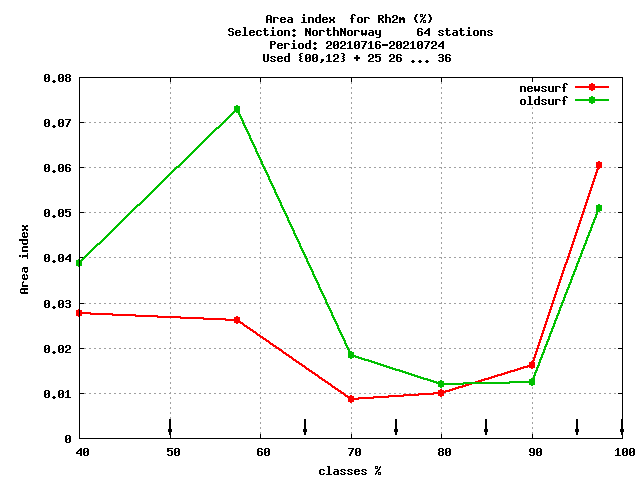 Area index  for Rh2m (%)
Selection: NorthNorway     64 stations
Period: 20210716-20210724
Used {00,12} + 25 26 ... 36
newsurf
oldsurf
0.08
0.07
0.06
0.05
0.04
0.03
0.02
0.01
0
Area index
40 50 60 70 80 90 100
classes %